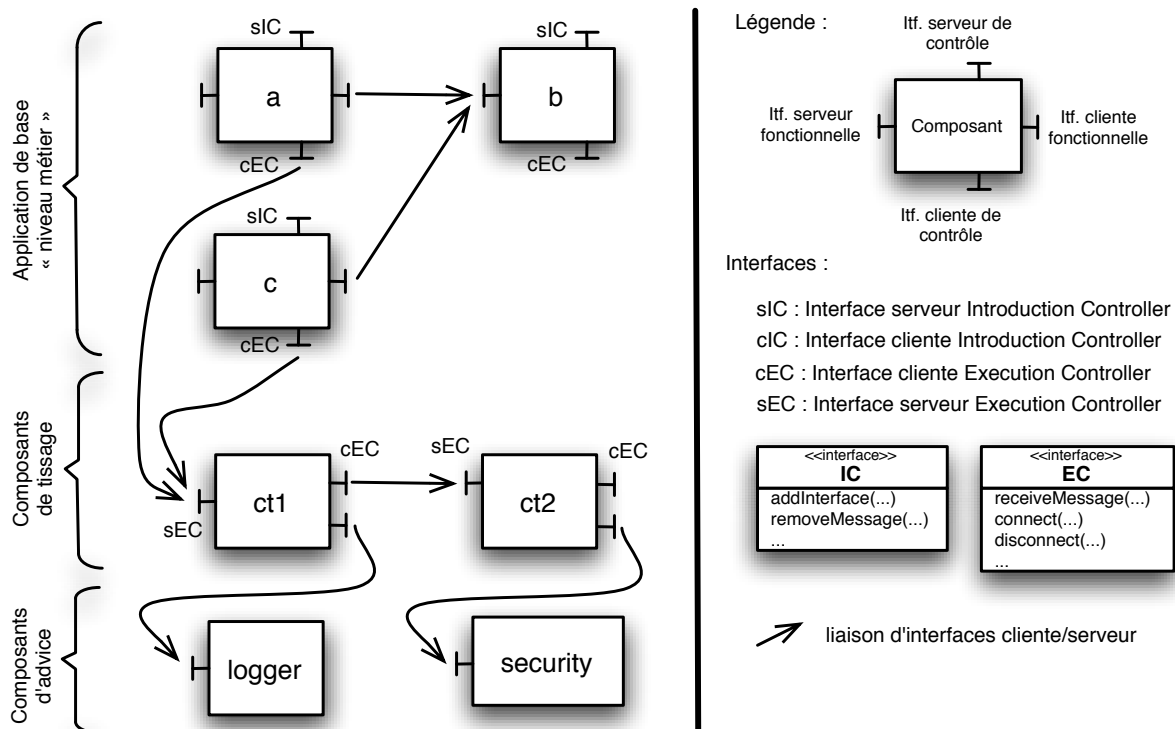 Application de base
« niveau métier »
sIC
a
cEC
sIC
b
cEC
sIC
c
cEC
Composants
de tissage
sEC
ct1
cEC
sEC
ct2
cEC
Composants
d'advice
logger
security
Légende :
Itf. serveur de
contrôle
Itf. serveur
fonctionnelle
Composant
Itf. cliente
fonctionnelle
Itf. cliente de
contrôle
Interfaces :
sIC : Interface serveur Introduction Controller
cIC : Interface cliente Introduction Controller
cEC : Interface cliente Execution Controller
sEC : Interface serveur Execution Controller
<<interface>>
IC
addInterface(...)
removeMessage(...)
...
<<interface>>
EC
receiveMessage(...)
connect(...)
disconnect(...)
...
liaison d'interfaces cliente/serveur